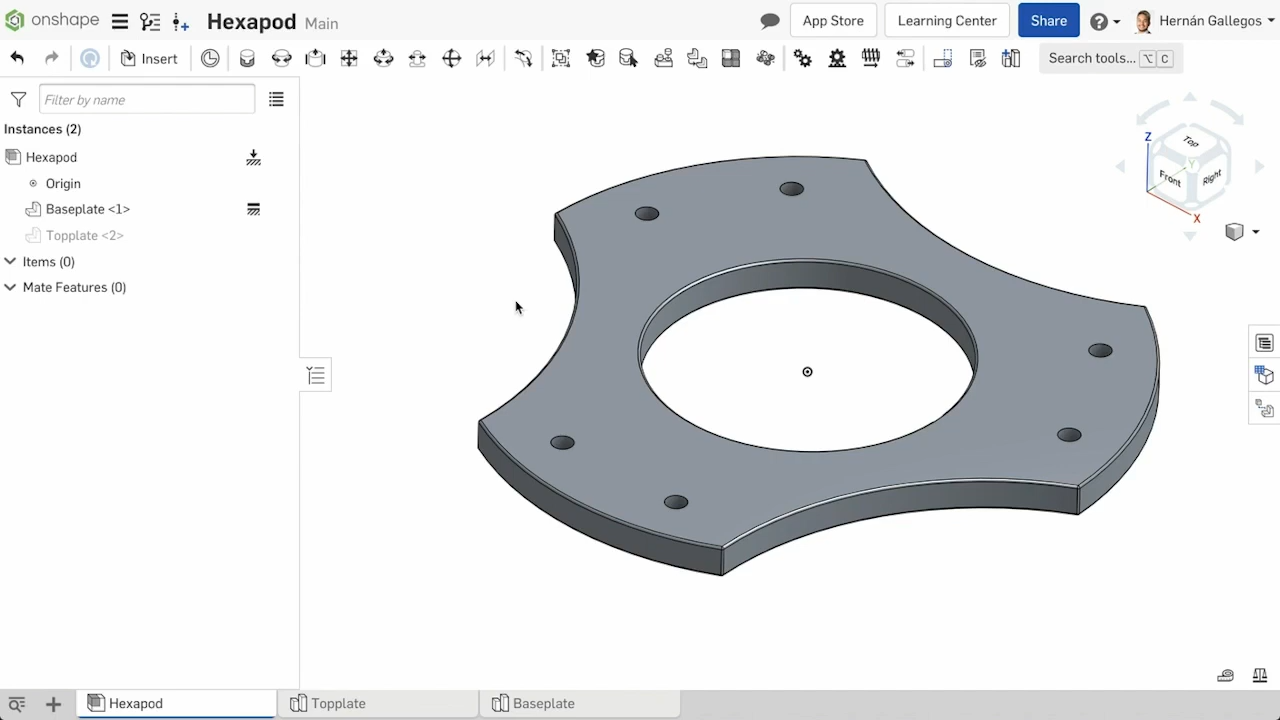 onshape Hexapod Main App Store Learning Center Share Hernán Gallegos
Insert Search tools... ⌥ C
Filter by name
Instances (2)
Hexapod
Origin
Baseplate <1>
Topplate <2>
Items (0)
Mate Features (0)
Z
Top
Y
Front Right
X
Hexapod Topplate Baseplate